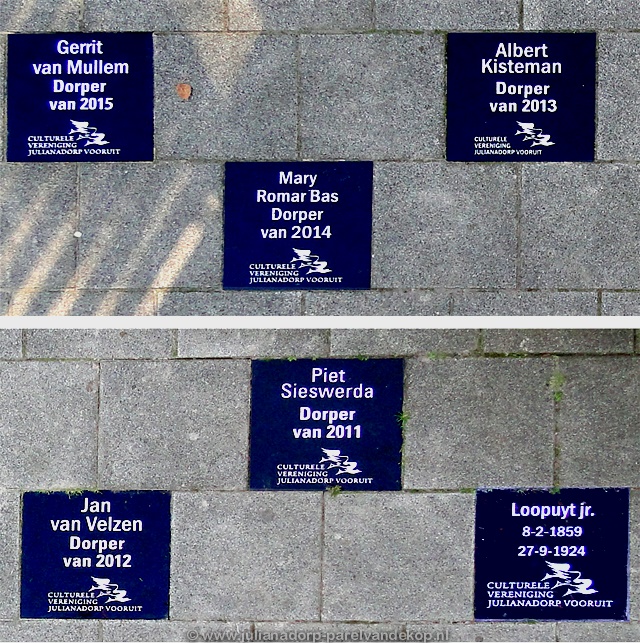 Gerrit
van Mullem
Dorper
van 2015
CULTURELE
VERENIGING
JULIANADORP VOORUIT
Albert
Kisteman
Dorper
van 2013
CULTURELE
VERENIGING
JULIANADORP VOORUIT
Mary
Romar Bas
Dorper
van 2014
CULTURELE
VERENIGING
JULIANADORP VOORUIT
Piet
Sieswerda
Dorper
van 2011
CULTURELE
VERENIGING
JULIANADORP VOORUIT
Jan
van Velzen
Dorper
van 2012
CULTURELE
VERENIGING
JULIANADORP VOORUIT
Loopuyt jr.
8-2-1859
27-9-1924
CULTURELE
VERENIGING
JULIANADORP VOORUIT
© www.julianadorp-parelvandekop.nl